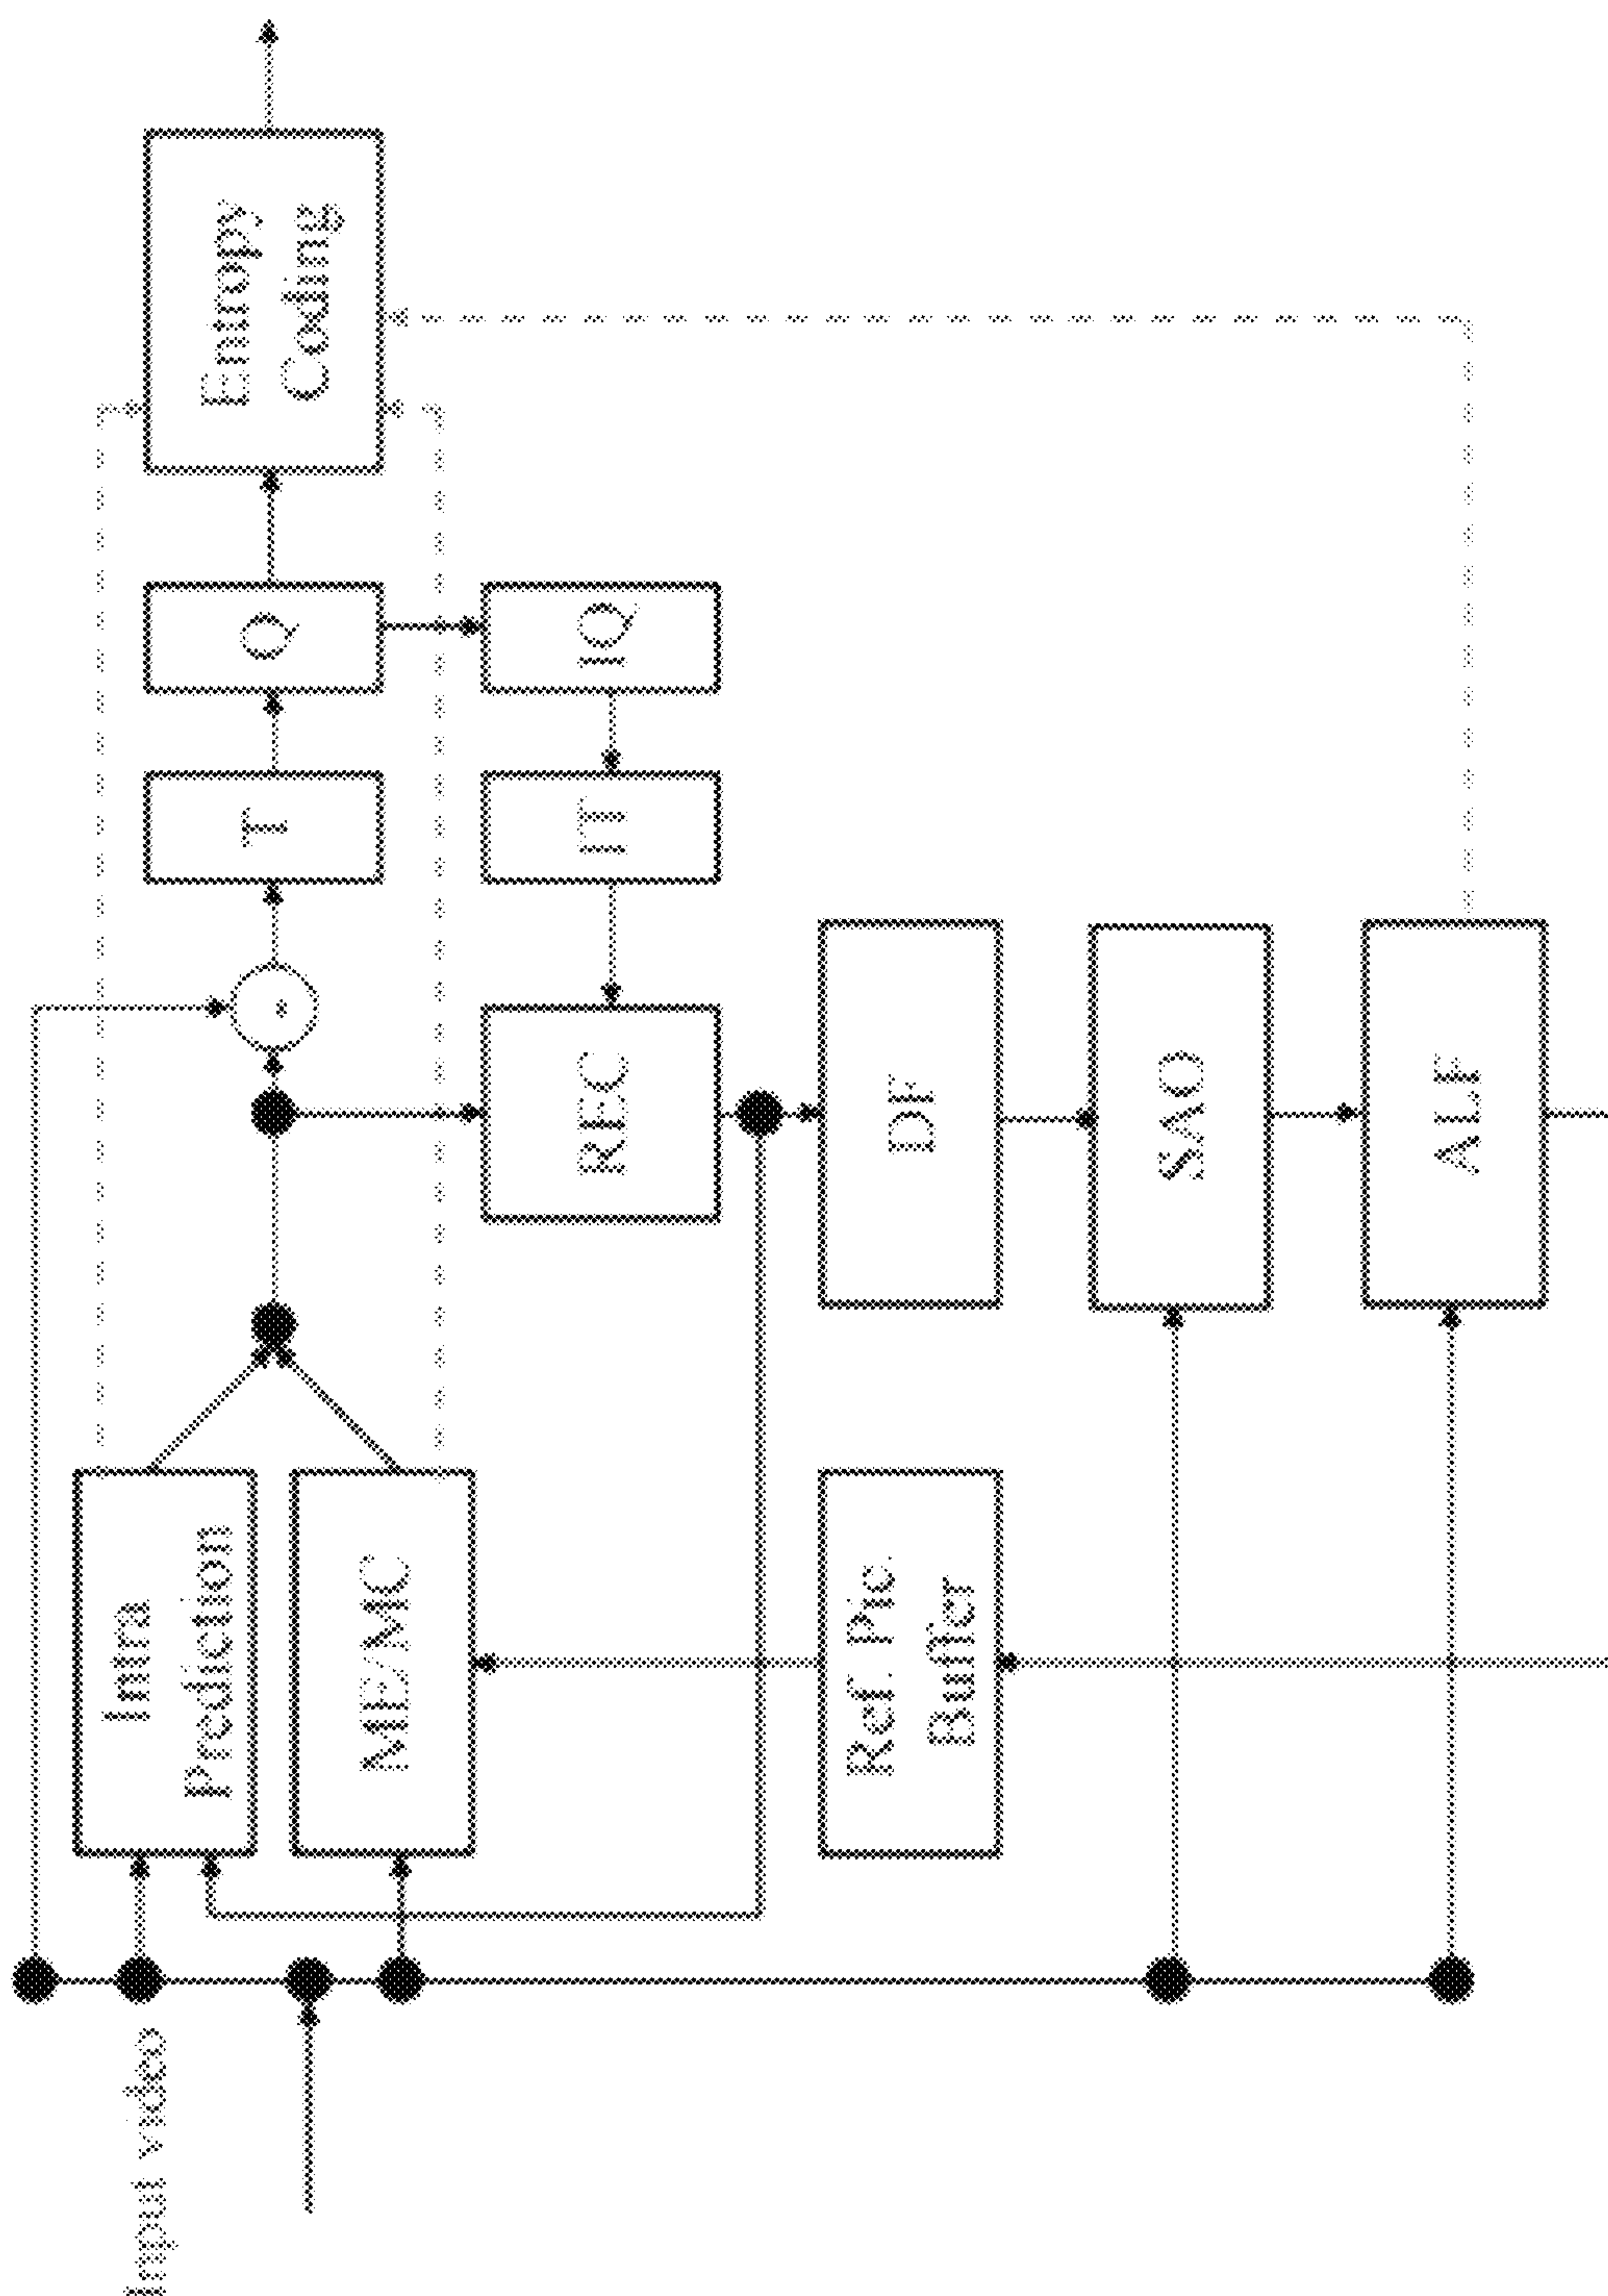 Input video
Intra
Prediction
ME/MC
-
T
Q
Entropy
Coding
REC
IT
IQ
Ref. Pic.
Buffer
DF
SAO
ALF